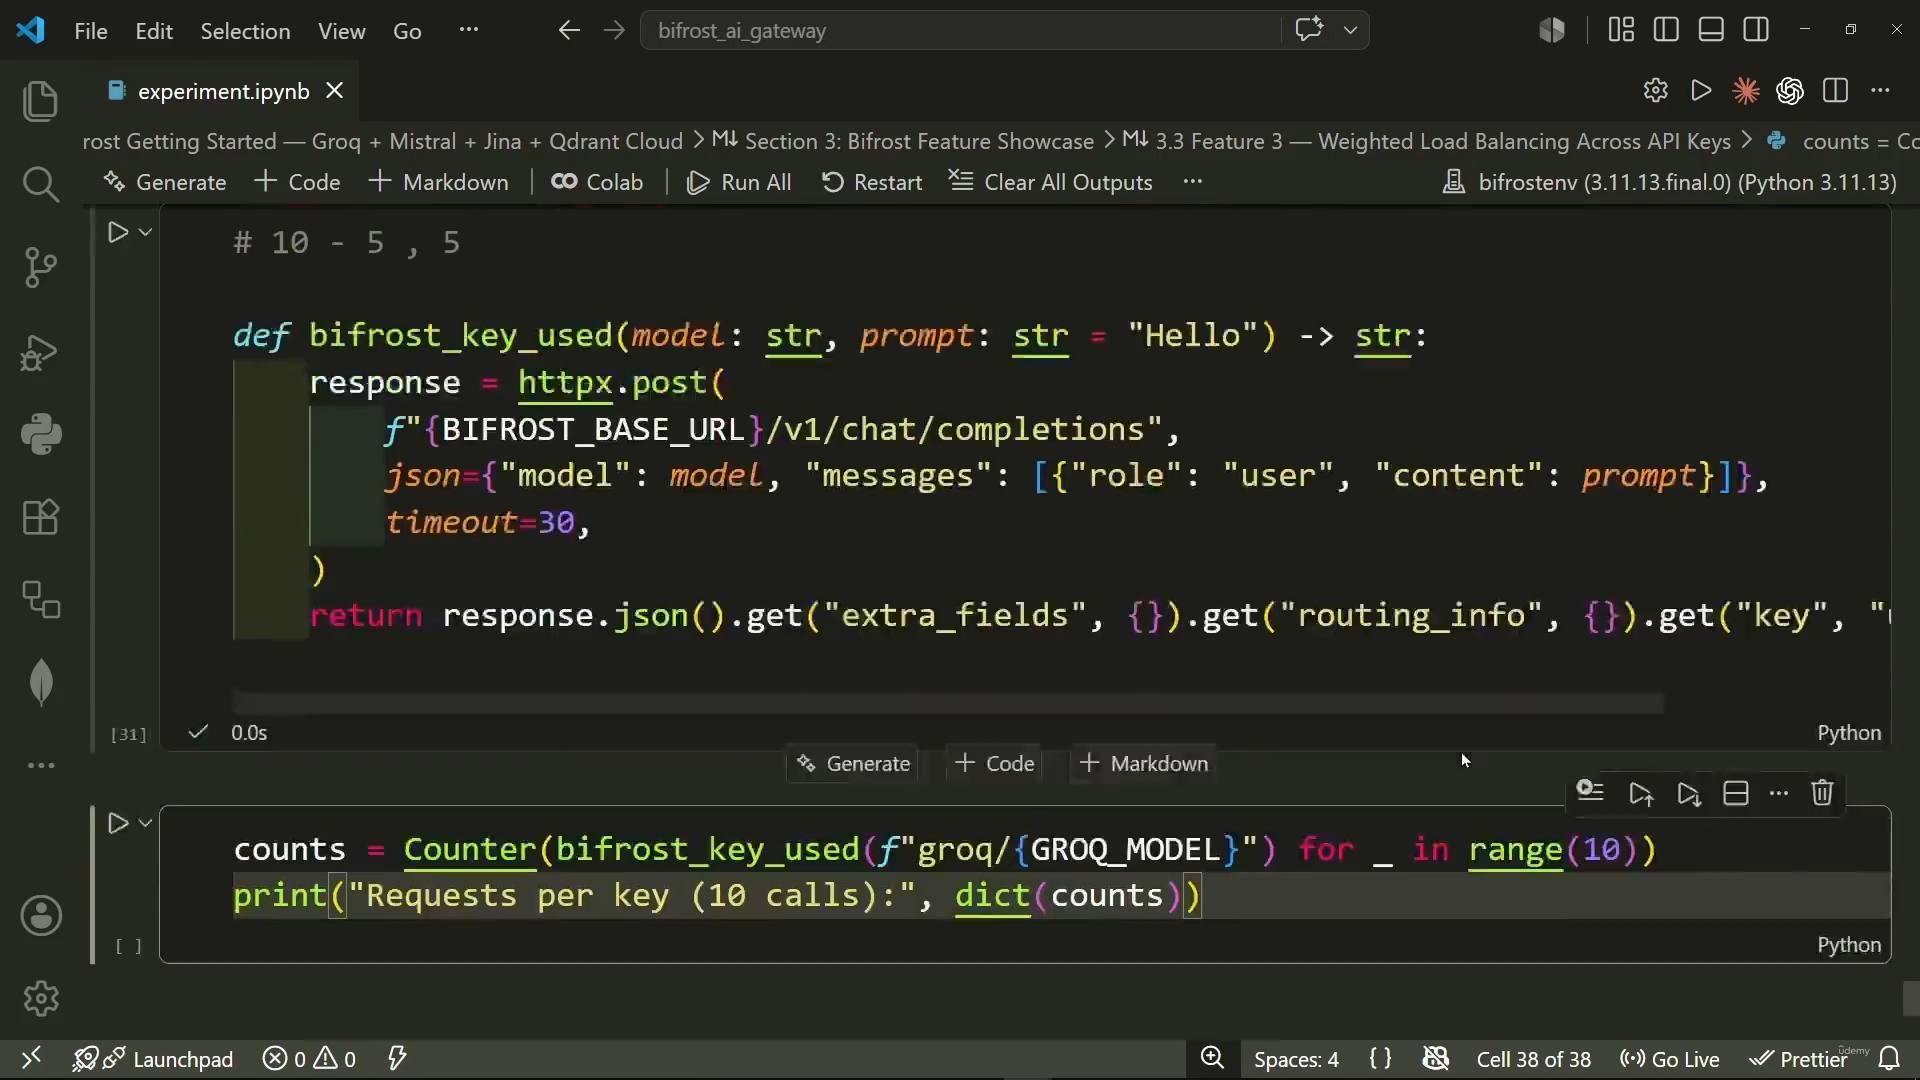 File Edit Selection View Go ··· bifrost_ai_gateway
experiment.ipynb
rost Getting Started — Groq + Mistral + Jina + Qdrant Cloud > M↓ Section 3: Bifrost Feature Showcase > M↓ 3.3 Feature 3 — Weighted Load Balancing Across API Keys > counts = Co
Generate + Code + Markdown Colab Run All Restart Clear All Outputs ··· bifrostenv (3.11.13.final.0) (Python 3.11.13)
# 10 - 5 , 5
def bifrost_key_used(model: str, prompt: str = "Hello") -> str:
response = httpx.post(
f"{BIFROST_BASE_URL}/v1/chat/completions",
json={"model": model, "messages": [{"role": "user", "content": prompt}]},
timeout=30,
)
return response.json().get("extra_fields", {}).get("routing_info", {}).get("key", "
[31] 0.0s Python
Generate + Code + Markdown
counts = Counter(bifrost_key_used(f"groq/{GROQ_MODEL}") for _ in range(10))
print("Requests per key (10 calls):", dict(counts))
[ ] Python
Launchpad 0 0 Spaces: 4 {} Cell 38 of 38 Go Live Prettier
udemy